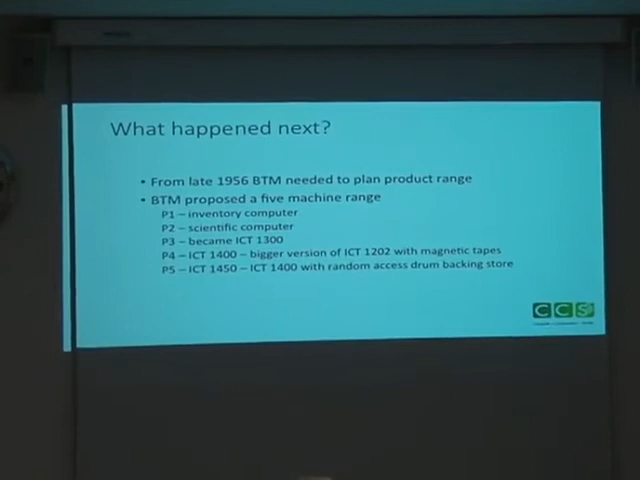 What happened next?
• From late 1956 BTM needed to plan product range
• BTM proposed a five machine range
P1 – inventory computer
P2 – scientific computer
P3 – became ICT 1300
P4 – ICT 1400 – bigger version of ICT 1202 with magnetic tapes
P5 – ICT 1450 – ICT 1400 with random access drum backing store
CCS